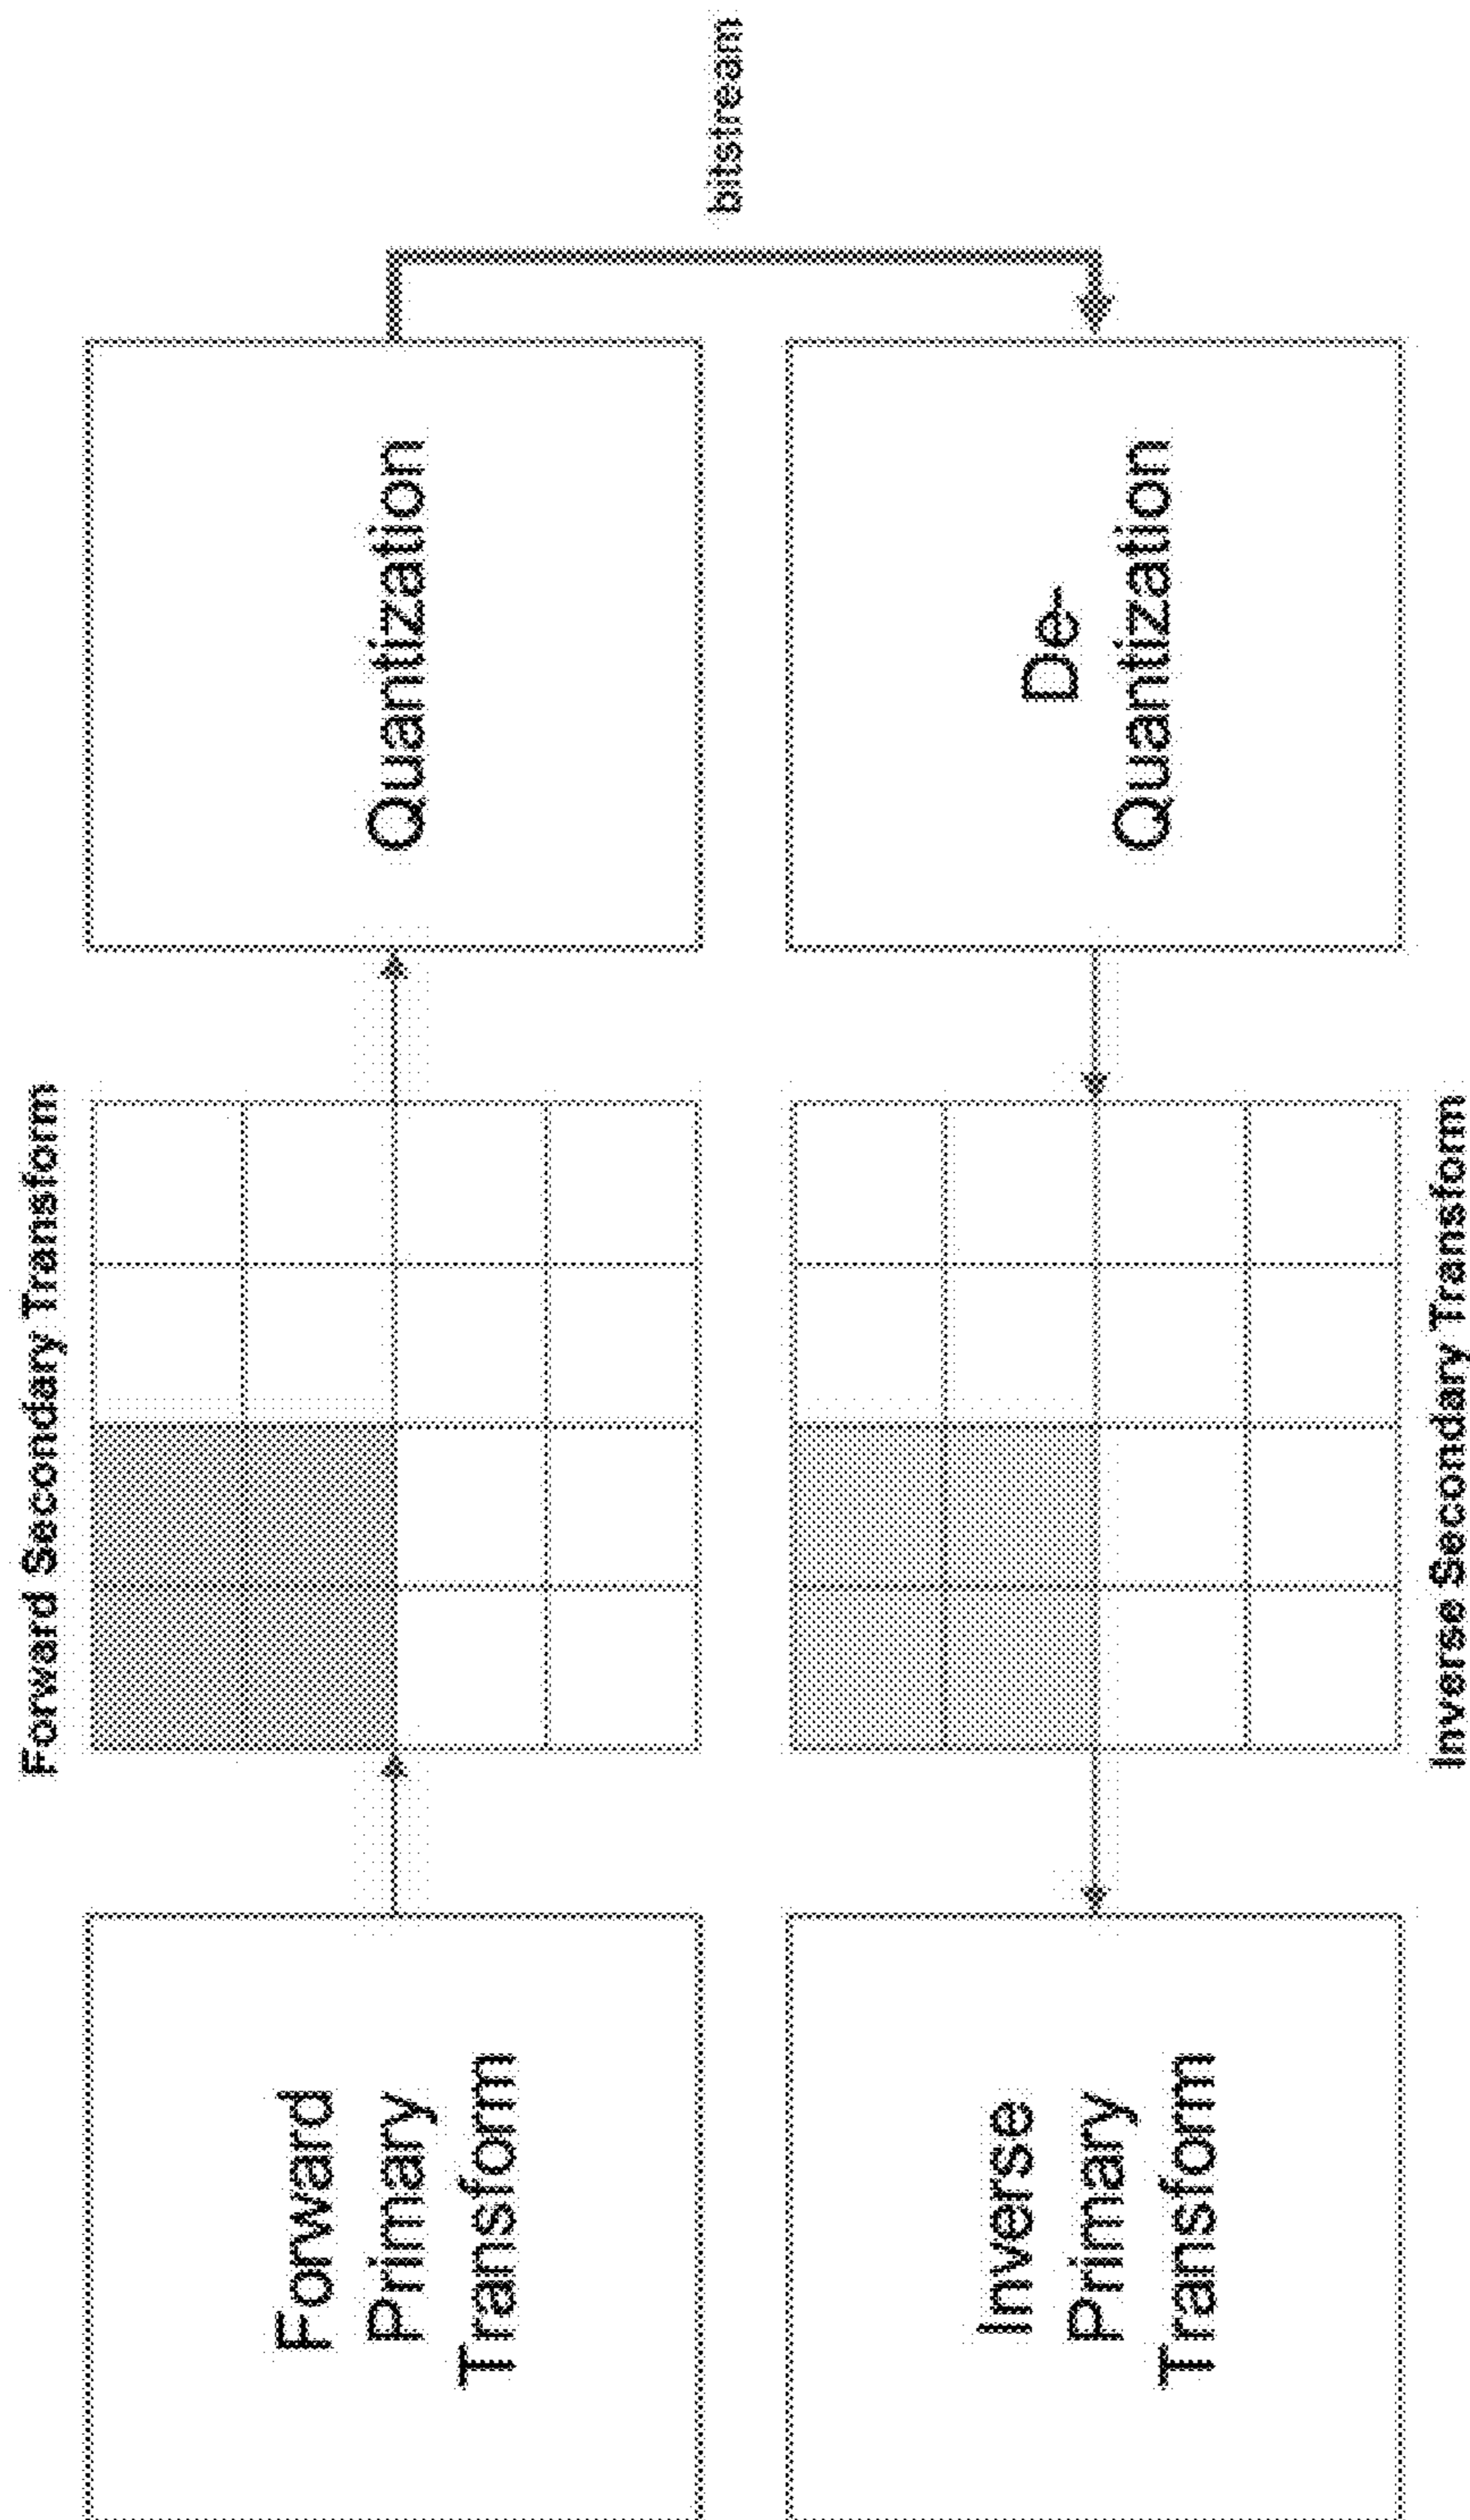 Forward Secondary Transform
Forward
Primary
Transform
Quantization
bitstream
Inverse
Primary
Transform
De-
Quantization
Inverse Secondary Transform